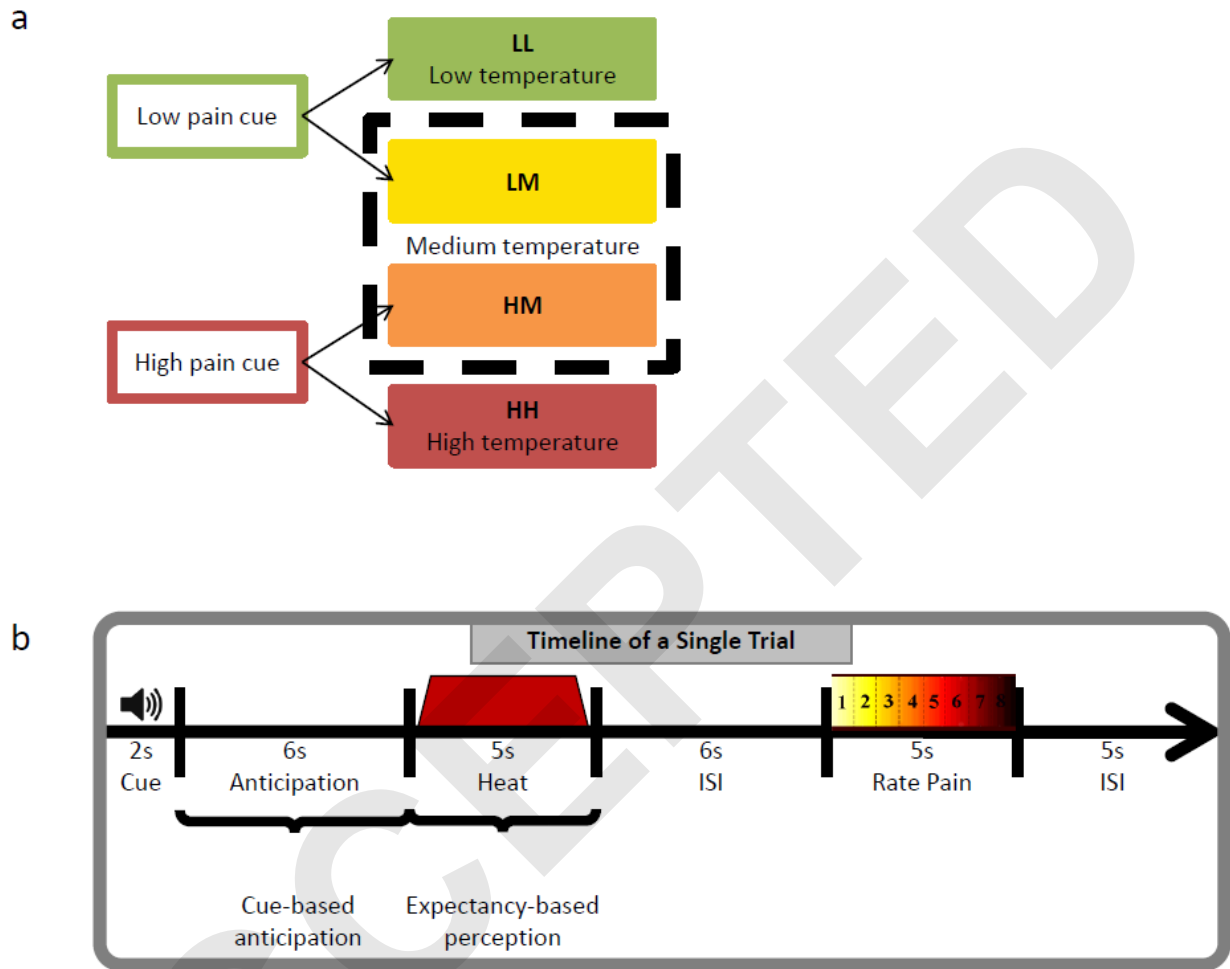 a
LL
Low temperature
Low pain cue
LM
Medium temperature
HM
High pain cue
HH
High temperature
b
Timeline of a Single Trial
1 2 3 4 5 6 7 8
2s 6s 5s 6s 5s 5s
Cue Anticipation Heat ISI Rate Pain ISI
Cue-based Expectancy-based
anticipation perception
CCEPTED